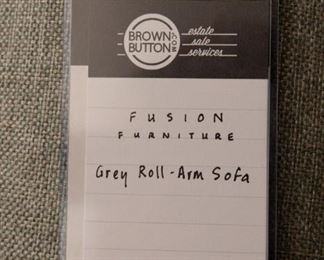 BROWN
BUTTON
.COM
estate
sale
services
FUSION
FURNITURE
Grey Roll-Arm Sofa